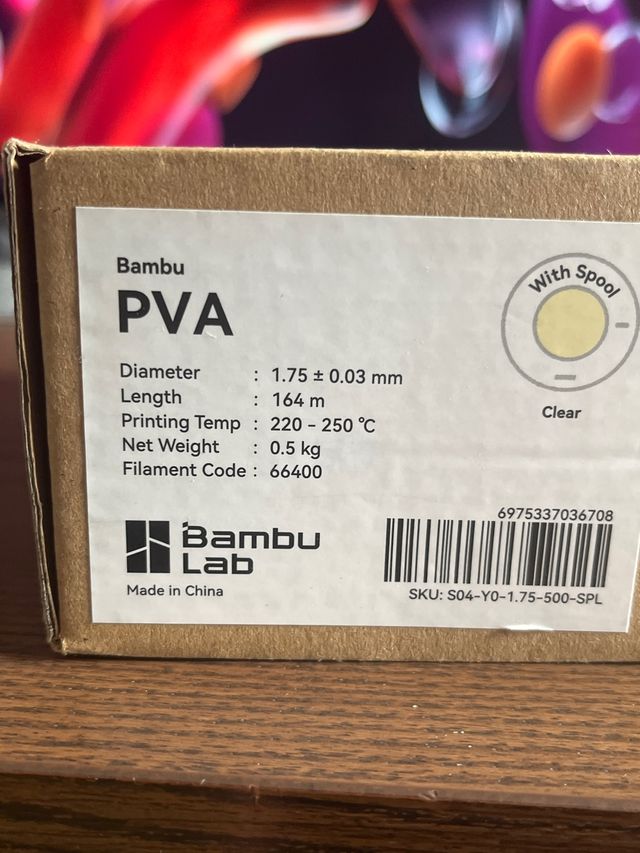 Bambu
PVA
With Spool
Clear
Diameter : 1.75 ± 0.03 mm
Length : 164 m
Printing Temp : 220 - 250 ℃
Net Weight : 0.5 kg
Filament Code : 66400
Bambu
Lab
Made in China
6975337036708
SKU: S04-Y0-1.75-500-SPL